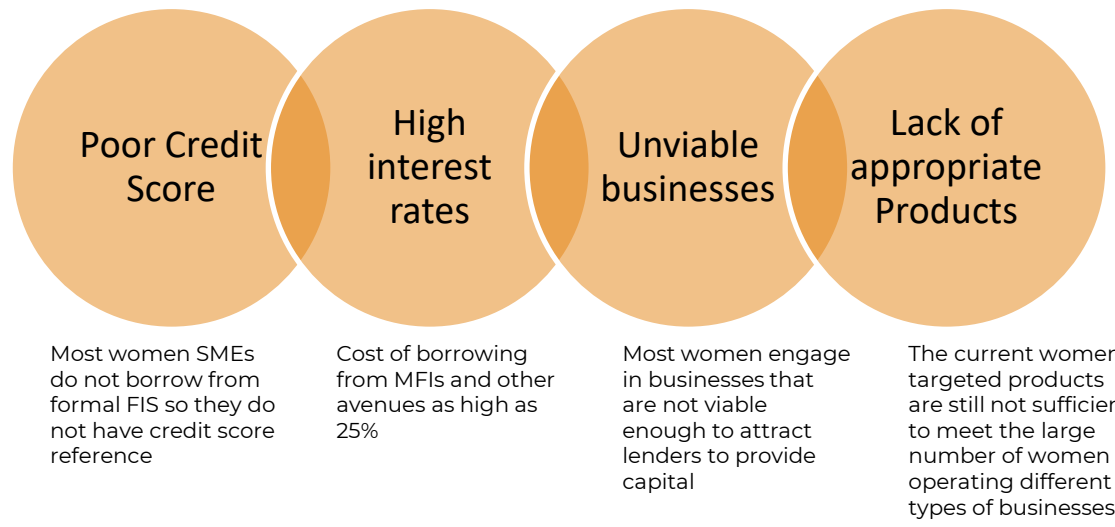 Poor Credit
Score
High
interest
rates
Unviable
businesses
Lack of
appropriate
Products
Most women SMEs
do not borrow from
formal FIS so they do
not have credit score
reference
Cost of borrowing
from MFIs and other
avenues as high as
25%
Most women engage
in businesses that
are not viable
enough to attract
lenders to provide
capital
The current women
targeted products
are still not sufficien
to meet the large
number of women
operating different
types of businesses